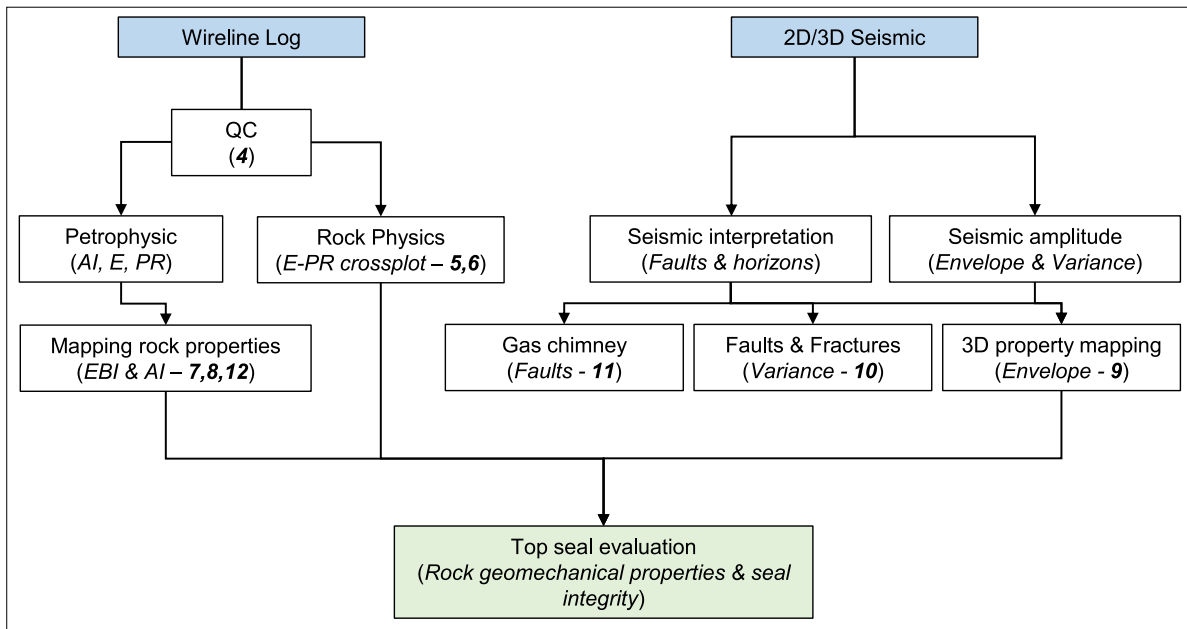 Wireline Log
2D/3D Seismic
QC
(4)
Petrophysic
(AI, E, PR)
Rock Physics
(E-PR crossplot – 5,6)
Seismic interpretation
(Faults & horizons)
Seismic amplitude
(Envelope & Variance)
Mapping rock properties
(EBI & AI – 7,8,12)
Gas chimney
(Faults - 11)
Faults & Fractures
(Variance - 10)
3D property mapping
(Envelope - 9)
Top seal evaluation
(Rock geomechanical properties & seal
integrity)